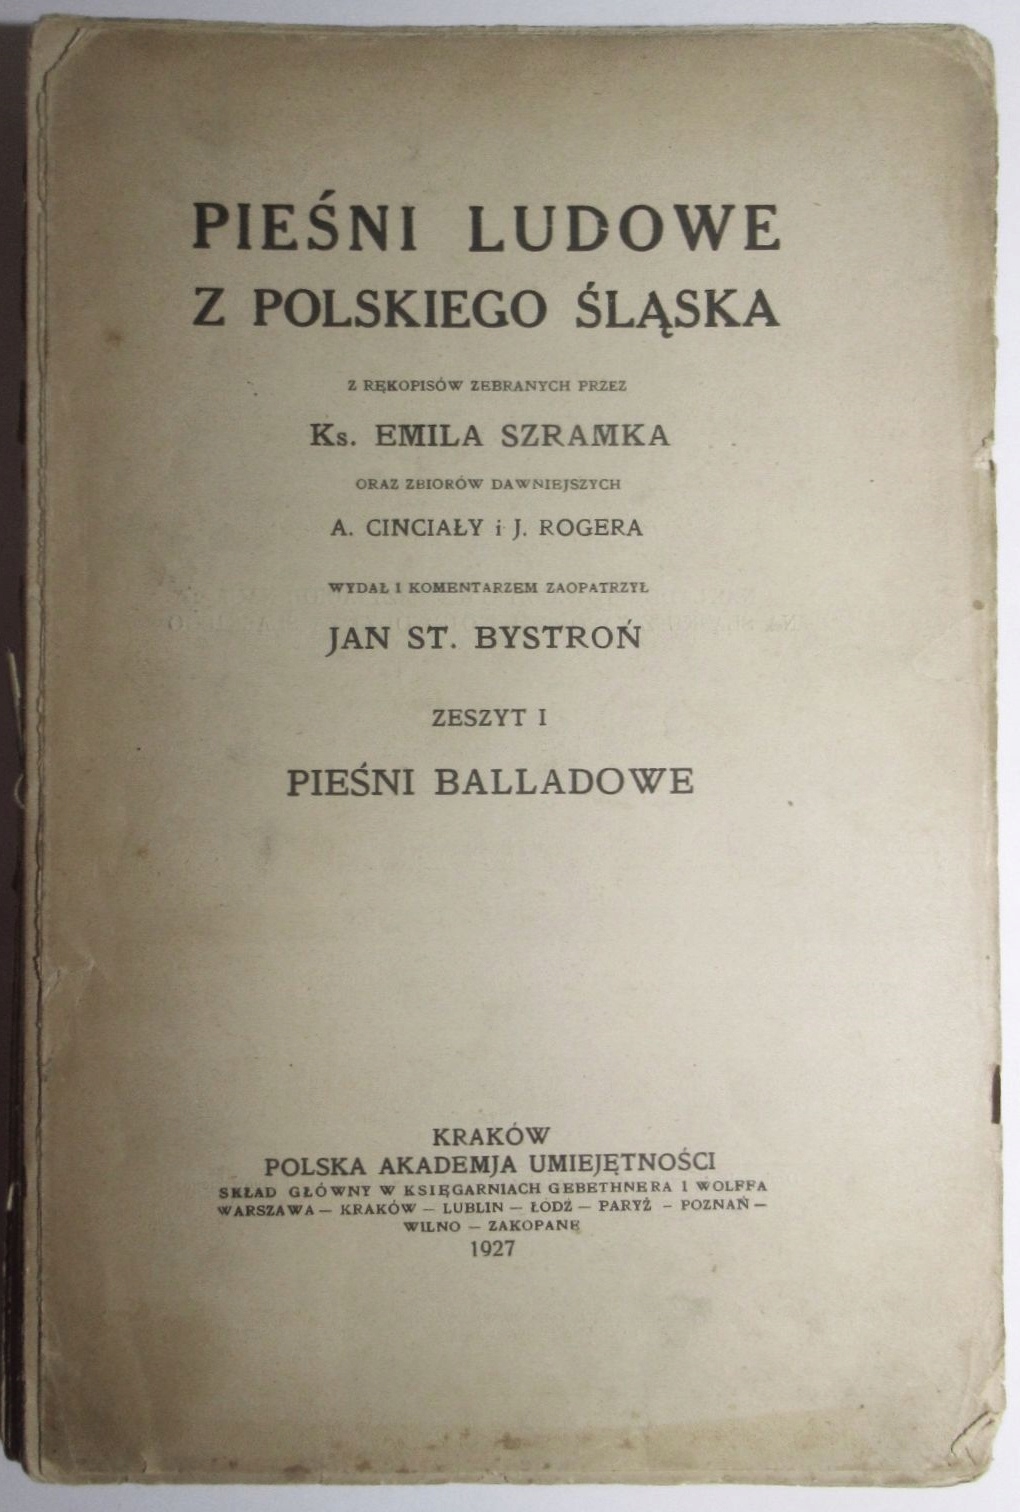 PIEŚNI LUDOWE
Z POLSKIEGO ŚLĄSKA
Z RĘKOPISÓW ZEBRANYCH PRZEZ
Ks. EMILA SZRAMKA
ORAZ ZBIORÓW DAWNIEJSZYCH
A. CINCIAŁY i J. ROGERA
WYDAŁ I KOMENTARZEM ZAOPATRZYŁ
JAN ST. BYSTROŃ
ZESZYT I
PIEŚNI BALLADOWE
KRAKÓW
POLSKA AKADEMJA UMIEJĘTNOŚCI
SKŁAD GŁÓWNY W KSIĘGARNIACH GEBETHNERA I WOLFFA
WARSZAWA — KRAKÓW — LUBLIN — ŁÓDŹ — PARYŻ — POZNAŃ —
WILNO — ZAKOPANE
1927